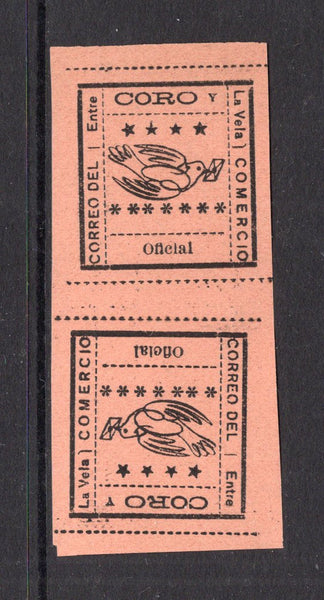 CORREO DEL | Entre
CORO Y
La Vela) COMERCIO
* * * * * * *
Oficial
Oficial
* * * * * * *
CORO Y
La Vela) COMERCIO
CORREO DEL | Entre